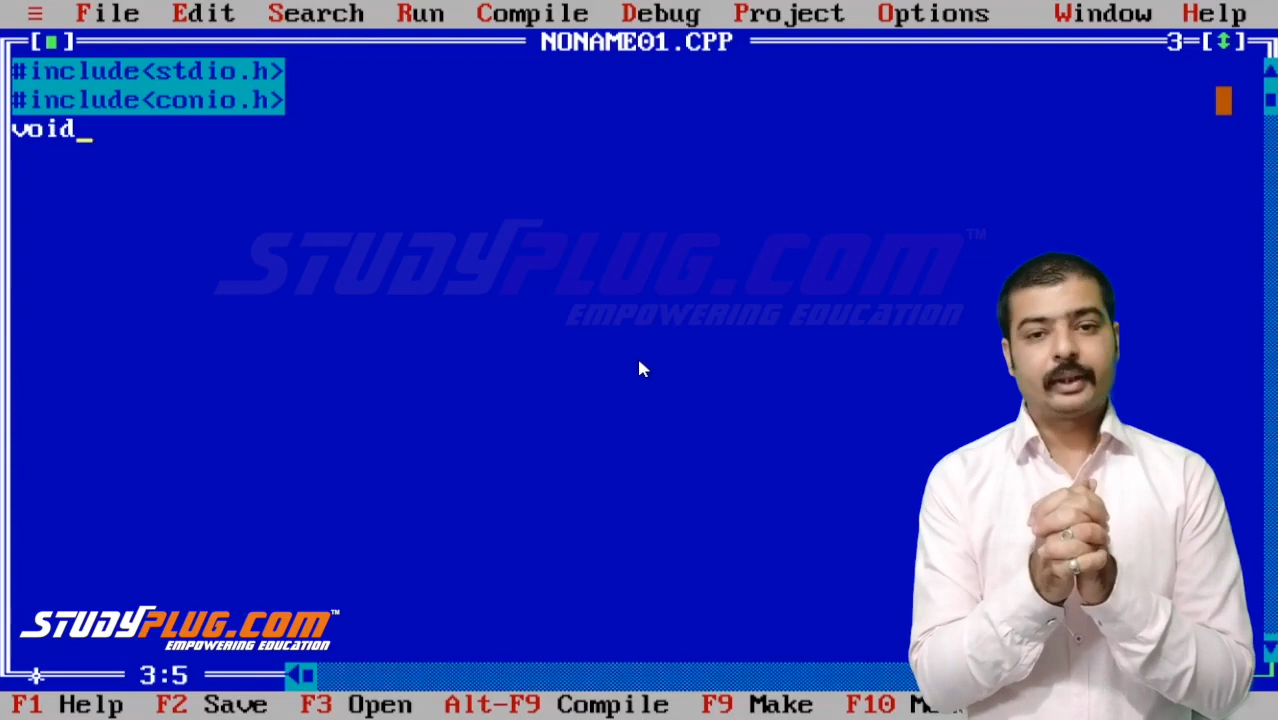 ≡ File Edit Search Run Compile Debug Project Options Window Help
[■] NONAME01.CPP 3=[↕]
#include<stdio.h>
#include<conio.h>
void_
STUDYPLUG.COM™
EMPOWERING EDUCATION
STUDYPLUG.COM™
EMPOWERING EDUCATION
3:5
F1 Help F2 Save F3 Open Alt-F9 Compile F9 Make F10